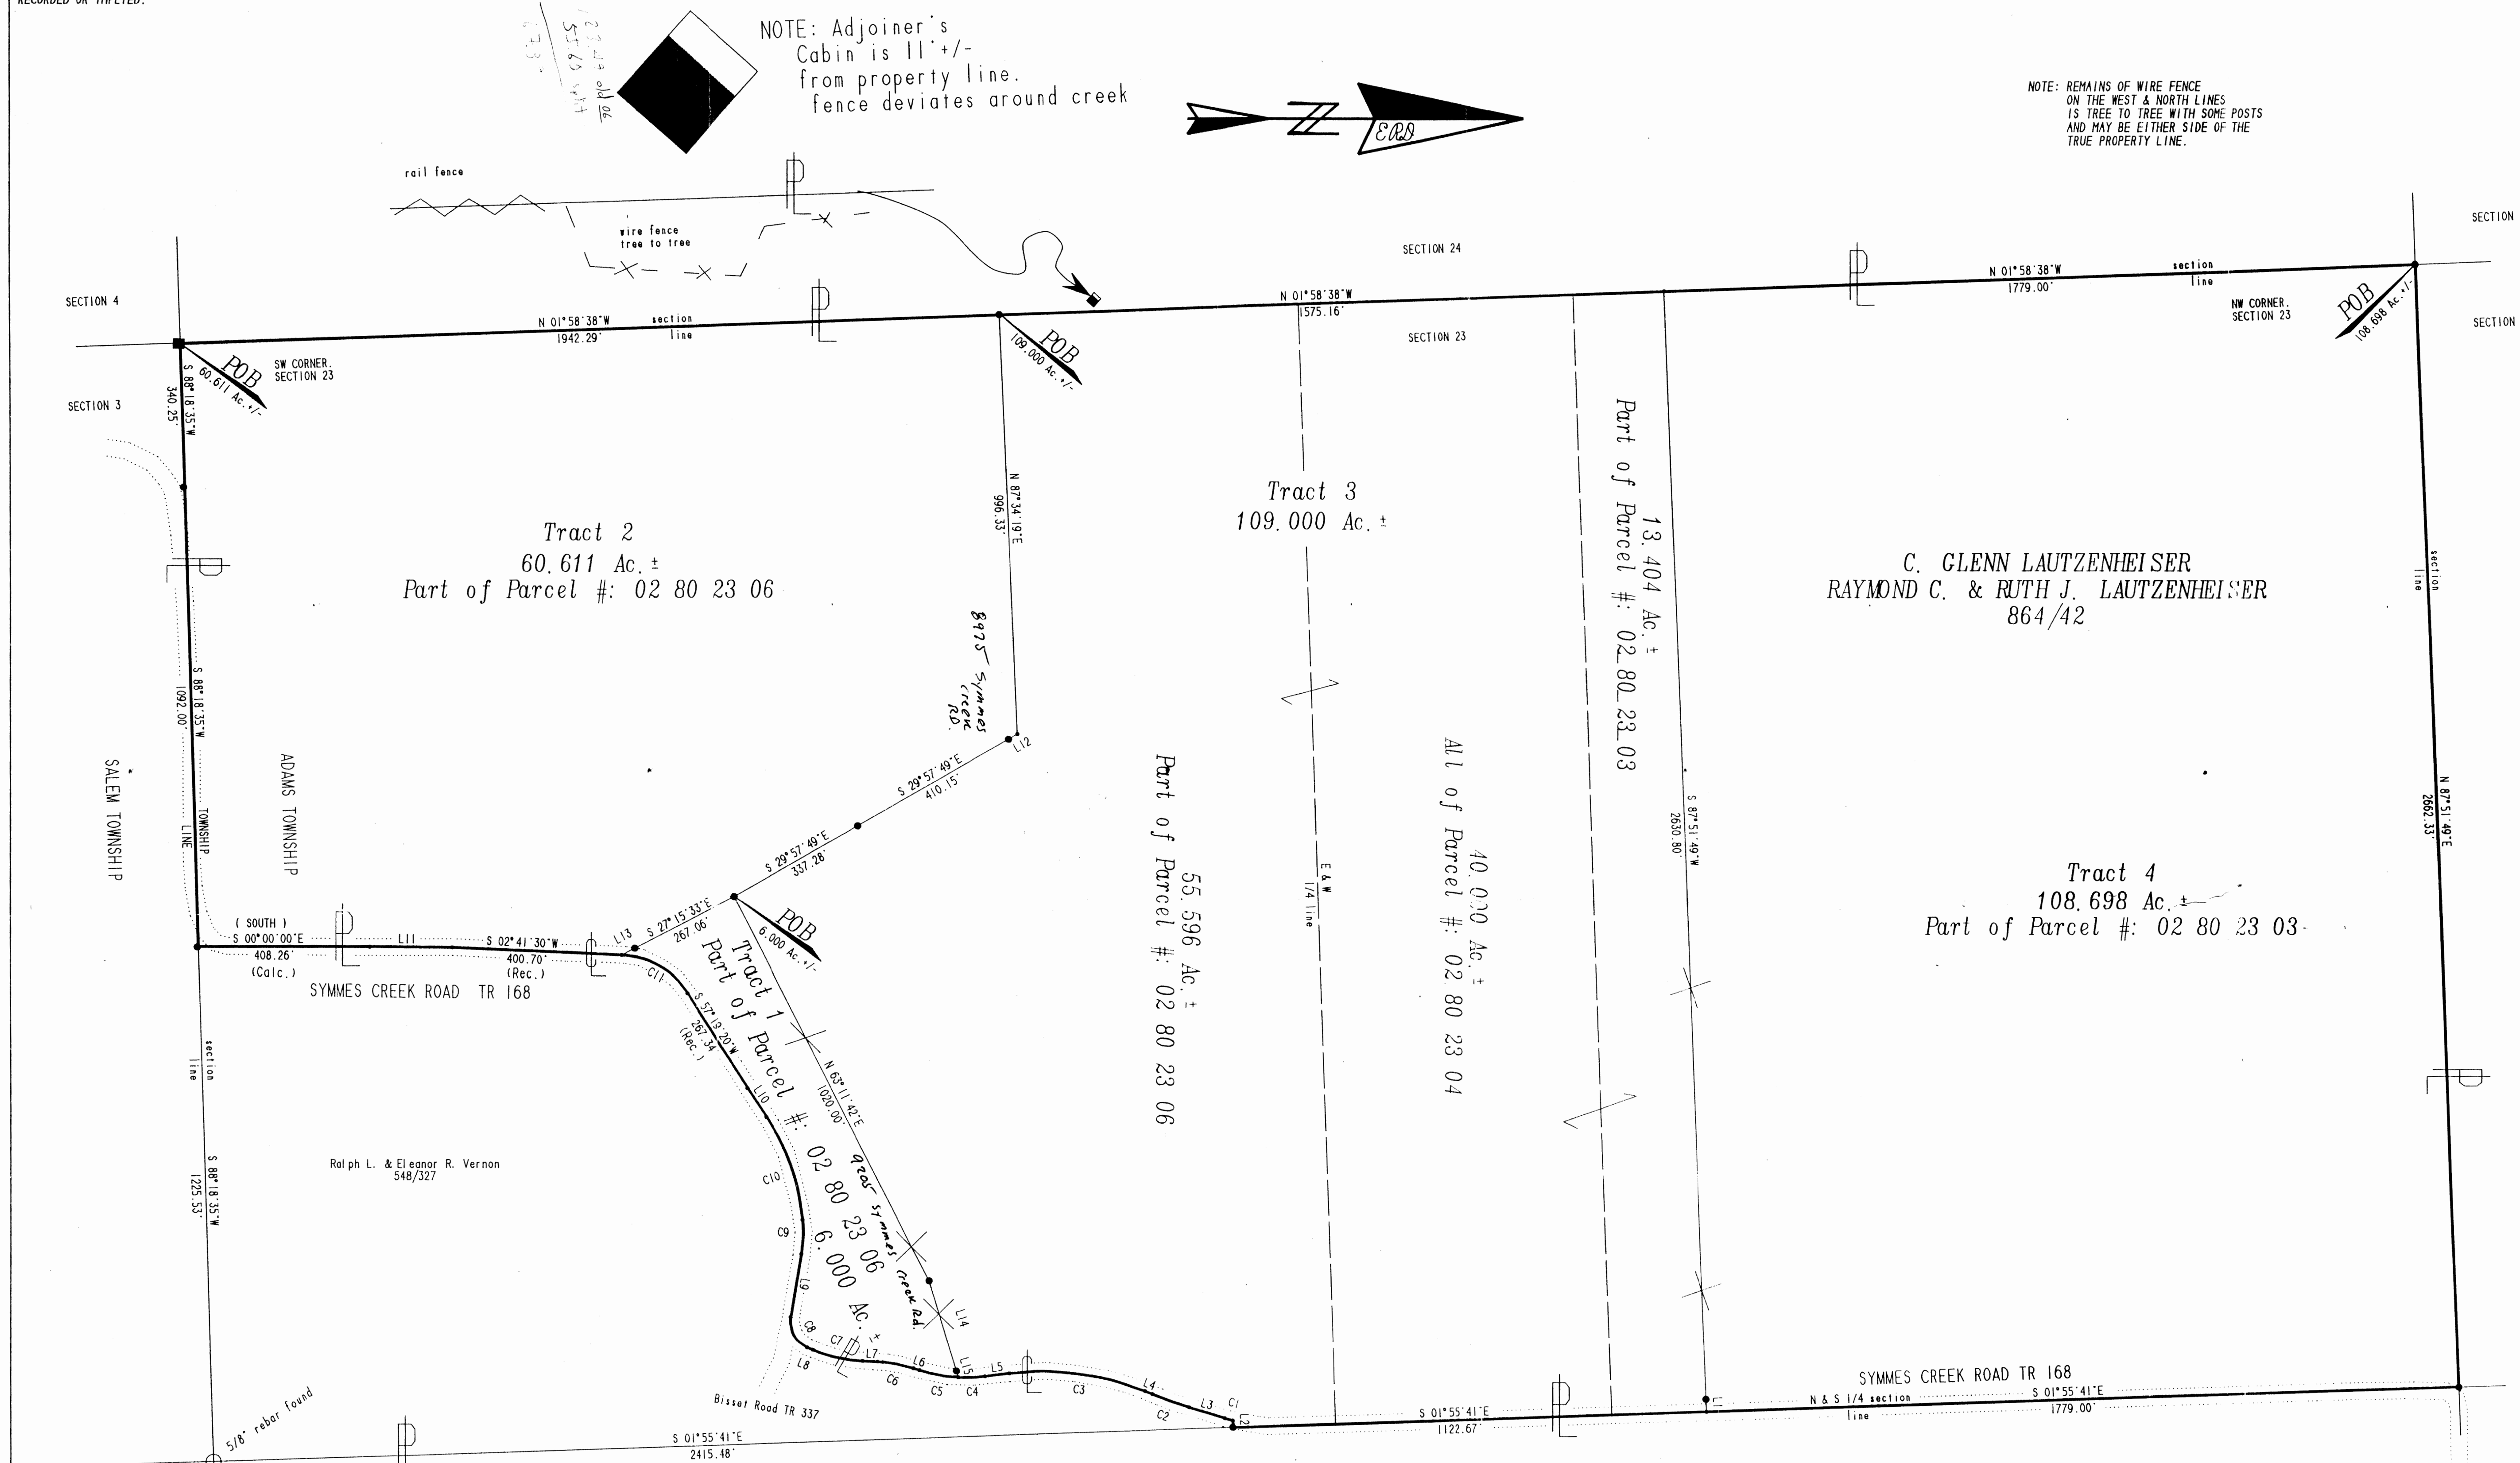 RECORDED OR IMPLIED.
NOTE: Adjoiner's
Cabin is 11'+/-
from property line.
fence deviates around creek
ERD
NOTE: REMAINS OF WIRE FENCE
ON THE WEST & NORTH LINES
IS TREE TO TREE WITH SOME POSTS
AND MAY BE EITHER SIDE OF THE
TRUE PROPERTY LINE.
rail fence
PL
wire fence
tree to tree
SECTION 24
SECTION
SECTION 4
N 01°58'38"W section
1942.29' line
PL
N 01°58'38"W
1575.16'
PL
N 01°58'38"W section
1779.00' line
NW CORNER.
SECTION 23
POB
108.698 Ac.+/-
SECTION
SECTION 23
SW CORNER.
SECTION 23
POB
60.611 Ac.+/-
POB
109.000 Ac.+/-
SECTION 3
S 88°18'35"W
340.25'
N 87°34'19"E
996.33'
Tract 2
60.611 Ac.±
Part of Parcel #: 02 80 23 06
Tract 3
109.000 Ac.±
13.404 Ac.±
Part of Parcel #: 02 80 23 03
C. GLENN LAUTZENHEISER
RAYMOND C. & RUTH J. LAUTZENHEISER
864/42
section
line
PL
8975 Symmes
Creek
RD.
L12
S 29°57'49"E
410.15'
S 29°57'49"E
337.28'
S 88°18'35"W
1092.00'
TOWNSHIP
LINE
SALEM TOWNSHIP
ADAMS TOWNSHIP
55.596 Ac.±
Part of Parcel #: 02 80 23 06
E & W
1/4 line
40.000 Ac.±
All of Parcel #: 02 80 23 04
S 87°51'49"W
2630.80'
N 87°51'49"E
2662.33'
Tract 4
108.698 Ac.±
Part of Parcel #: 02 80 23 03
PL
POB
6.000 Ac.+/-
S 27°15'33"E
267.06'
L13
( SOUTH )
S 00°00'00"E
408.26'
(Calc.)
PL
L11
S 02°41'30"W
400.70'
(Rec.)
CL
SYMMES CREEK ROAD TR 168
C11
S 57°19'20"W
267.34'
(Rec.)
L10
Tract 1
Part of Parcel #: 02 80 23 06
6.000 Ac.±
N 63°11'42"E
1020.00'
9205 Symmes Creek Rd.
section
line
S 88°18'35"W
1225.53'
Ralph L. & Eleanor R. Vernon
548/327
C10
C9
L9
C8
L8
C7
PL
L7
C6
L6
C5
L14
L15
C4
L5
CL
C3
L4
C2
L3
C1
L2
Bisset Road TR 337
5/8" rebar found
PL
S 01°55'41"E
2415.48'
S 01°55'41"E
1122.67'
PL
L1
SYMMES CREEK ROAD TR 168
N & S 1/4 section
line
S 01°55'41"E
1779.00'